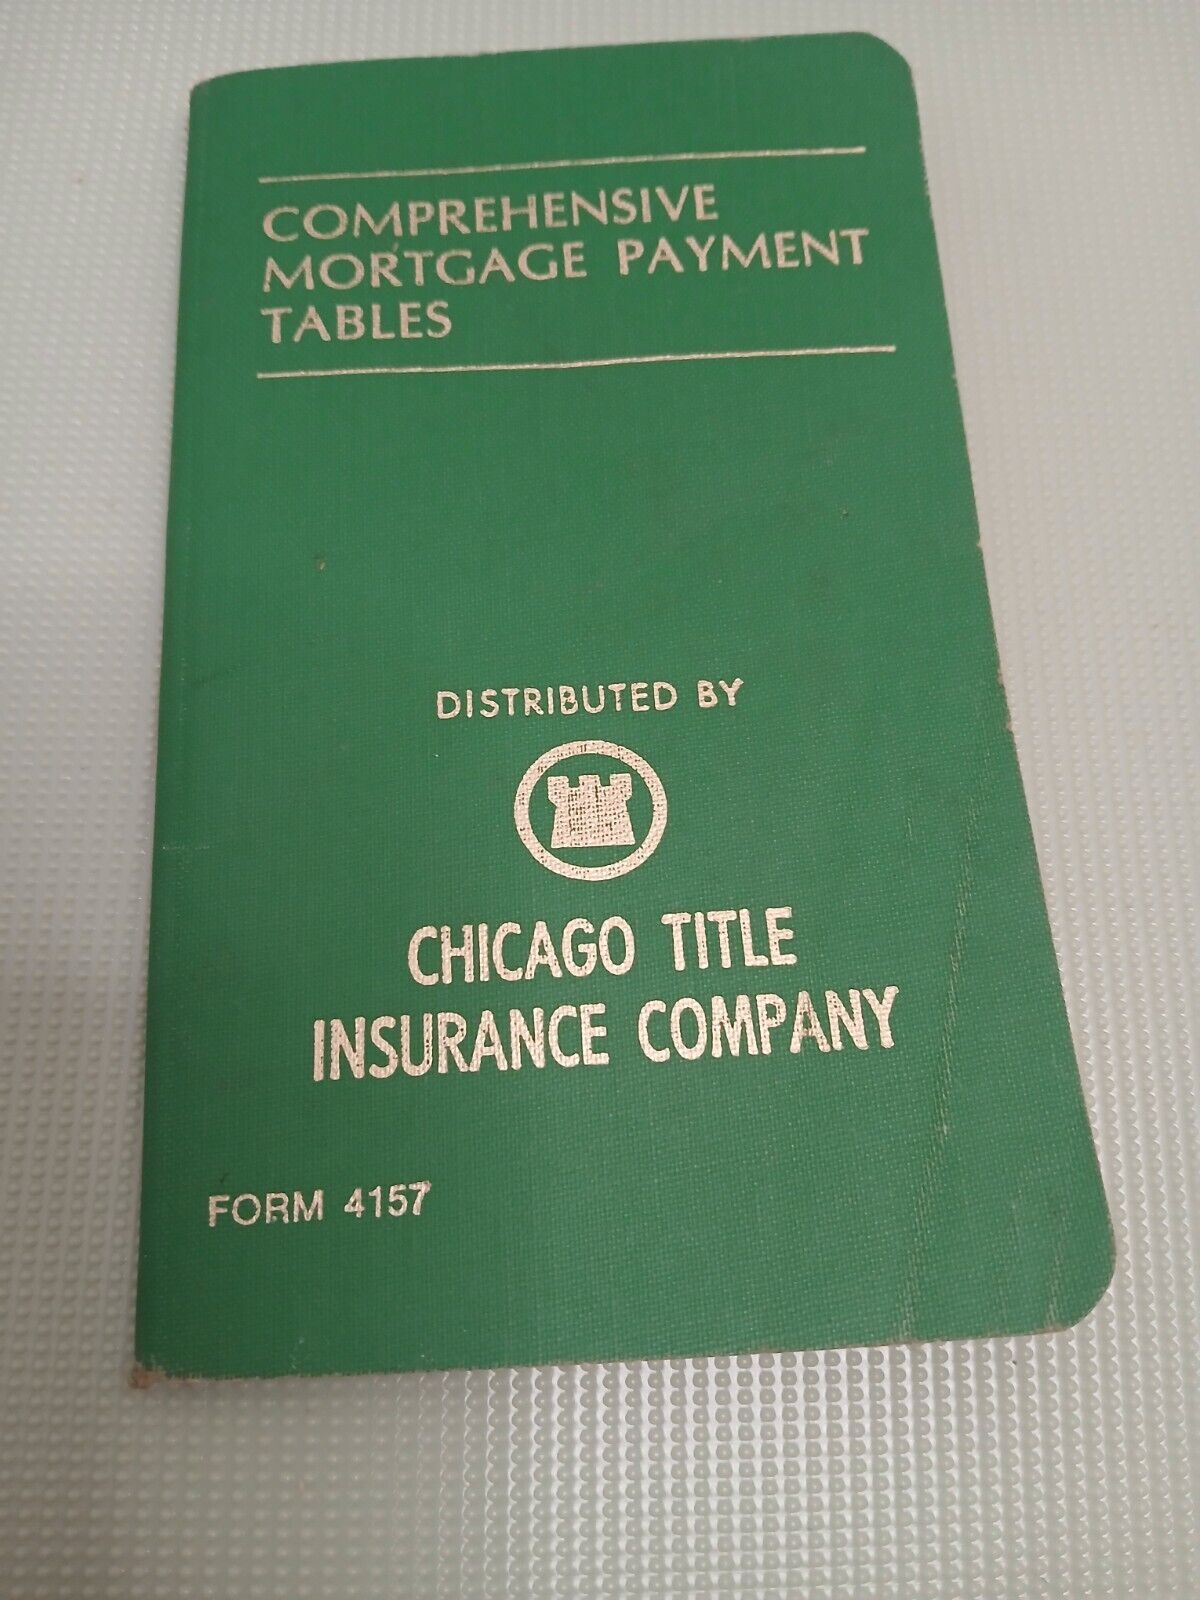 COMPREHENSIVE
MORTGAGE PAYMENT
TABLES
DISTRIBUTED BY
CHICAGO TITLE
INSURANCE COMPANY
FORM 4157